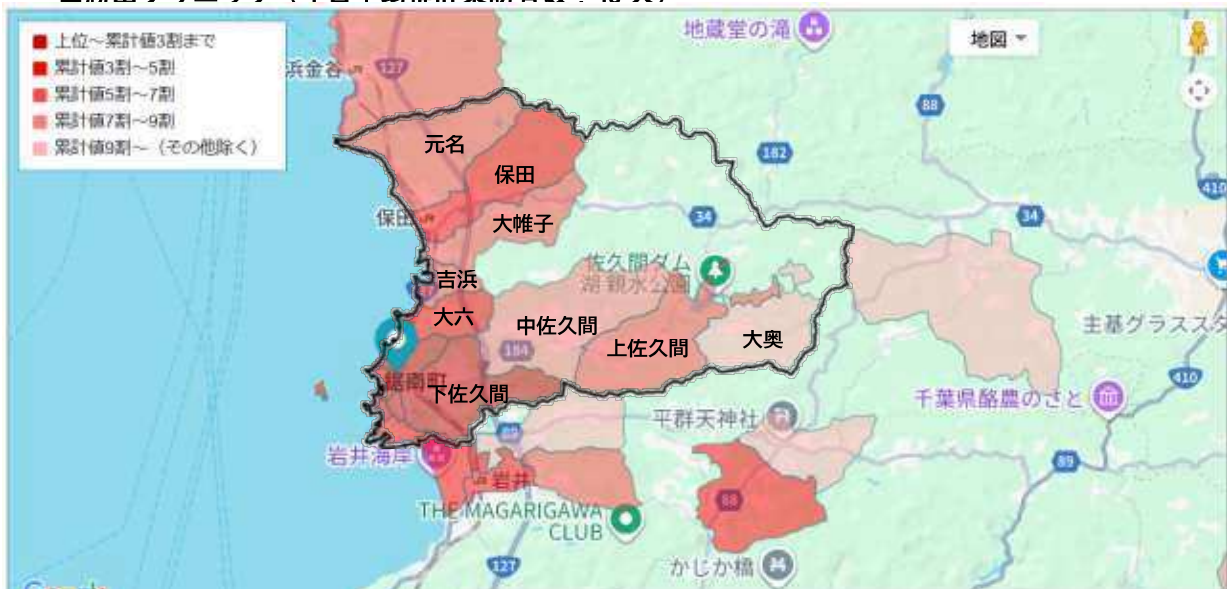 上位～累計値3割まで
累計値3割～5割
累計値5割～7割
累計値7割～9割
累計値9割～（その他除く）
地蔵堂の滝
地図
浜金谷
127
88
元名
182
保田
410
保田
大帷子
34
34
佐久間ダム
湖 親水公園
吉浜
大六
中佐久間
主基グラスス
184
上佐久間
大奥
鋸南町
下佐久間
410
千葉県酪農のさと
平群天神社
89
89
岩井海岸
岩井
88
THE MAGARIGAWA
CLUB
127
かじか橋